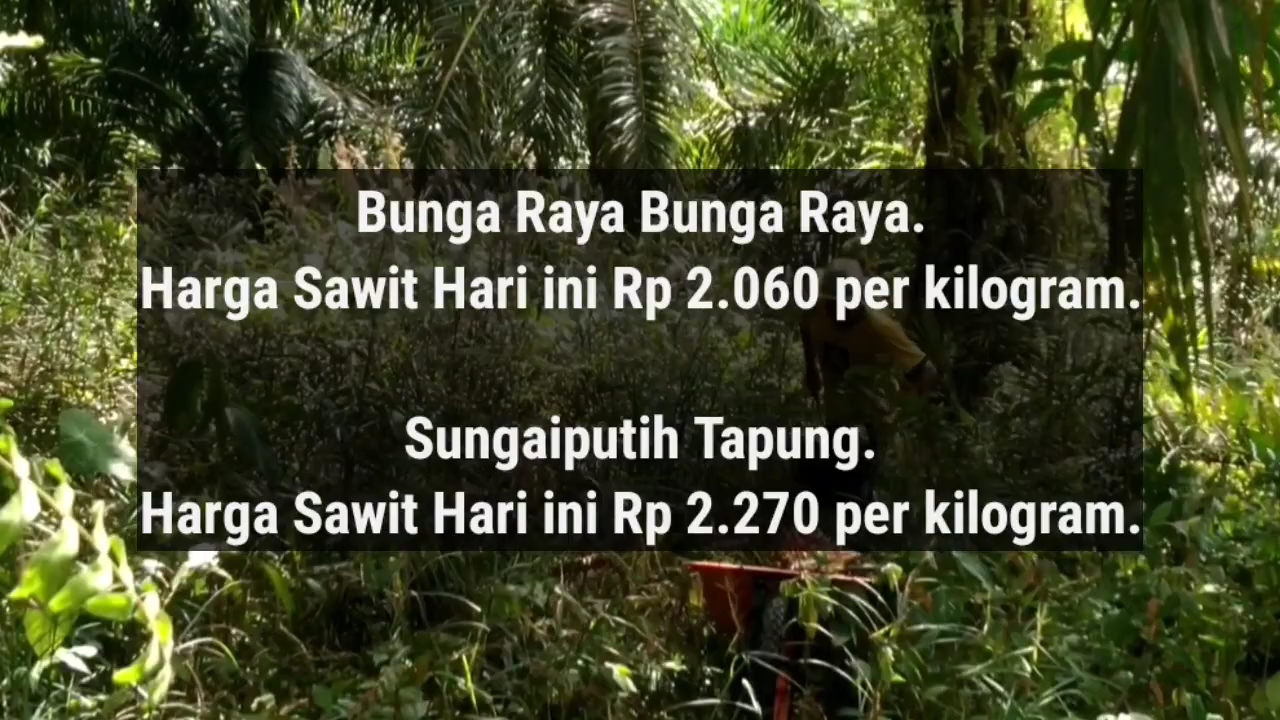 Bunga Raya Bunga Raya.
Harga Sawit Hari ini Rp 2.060 per kilogram.
Sungaiputih Tapung.
Harga Sawit Hari ini Rp 2.270 per kilogram.